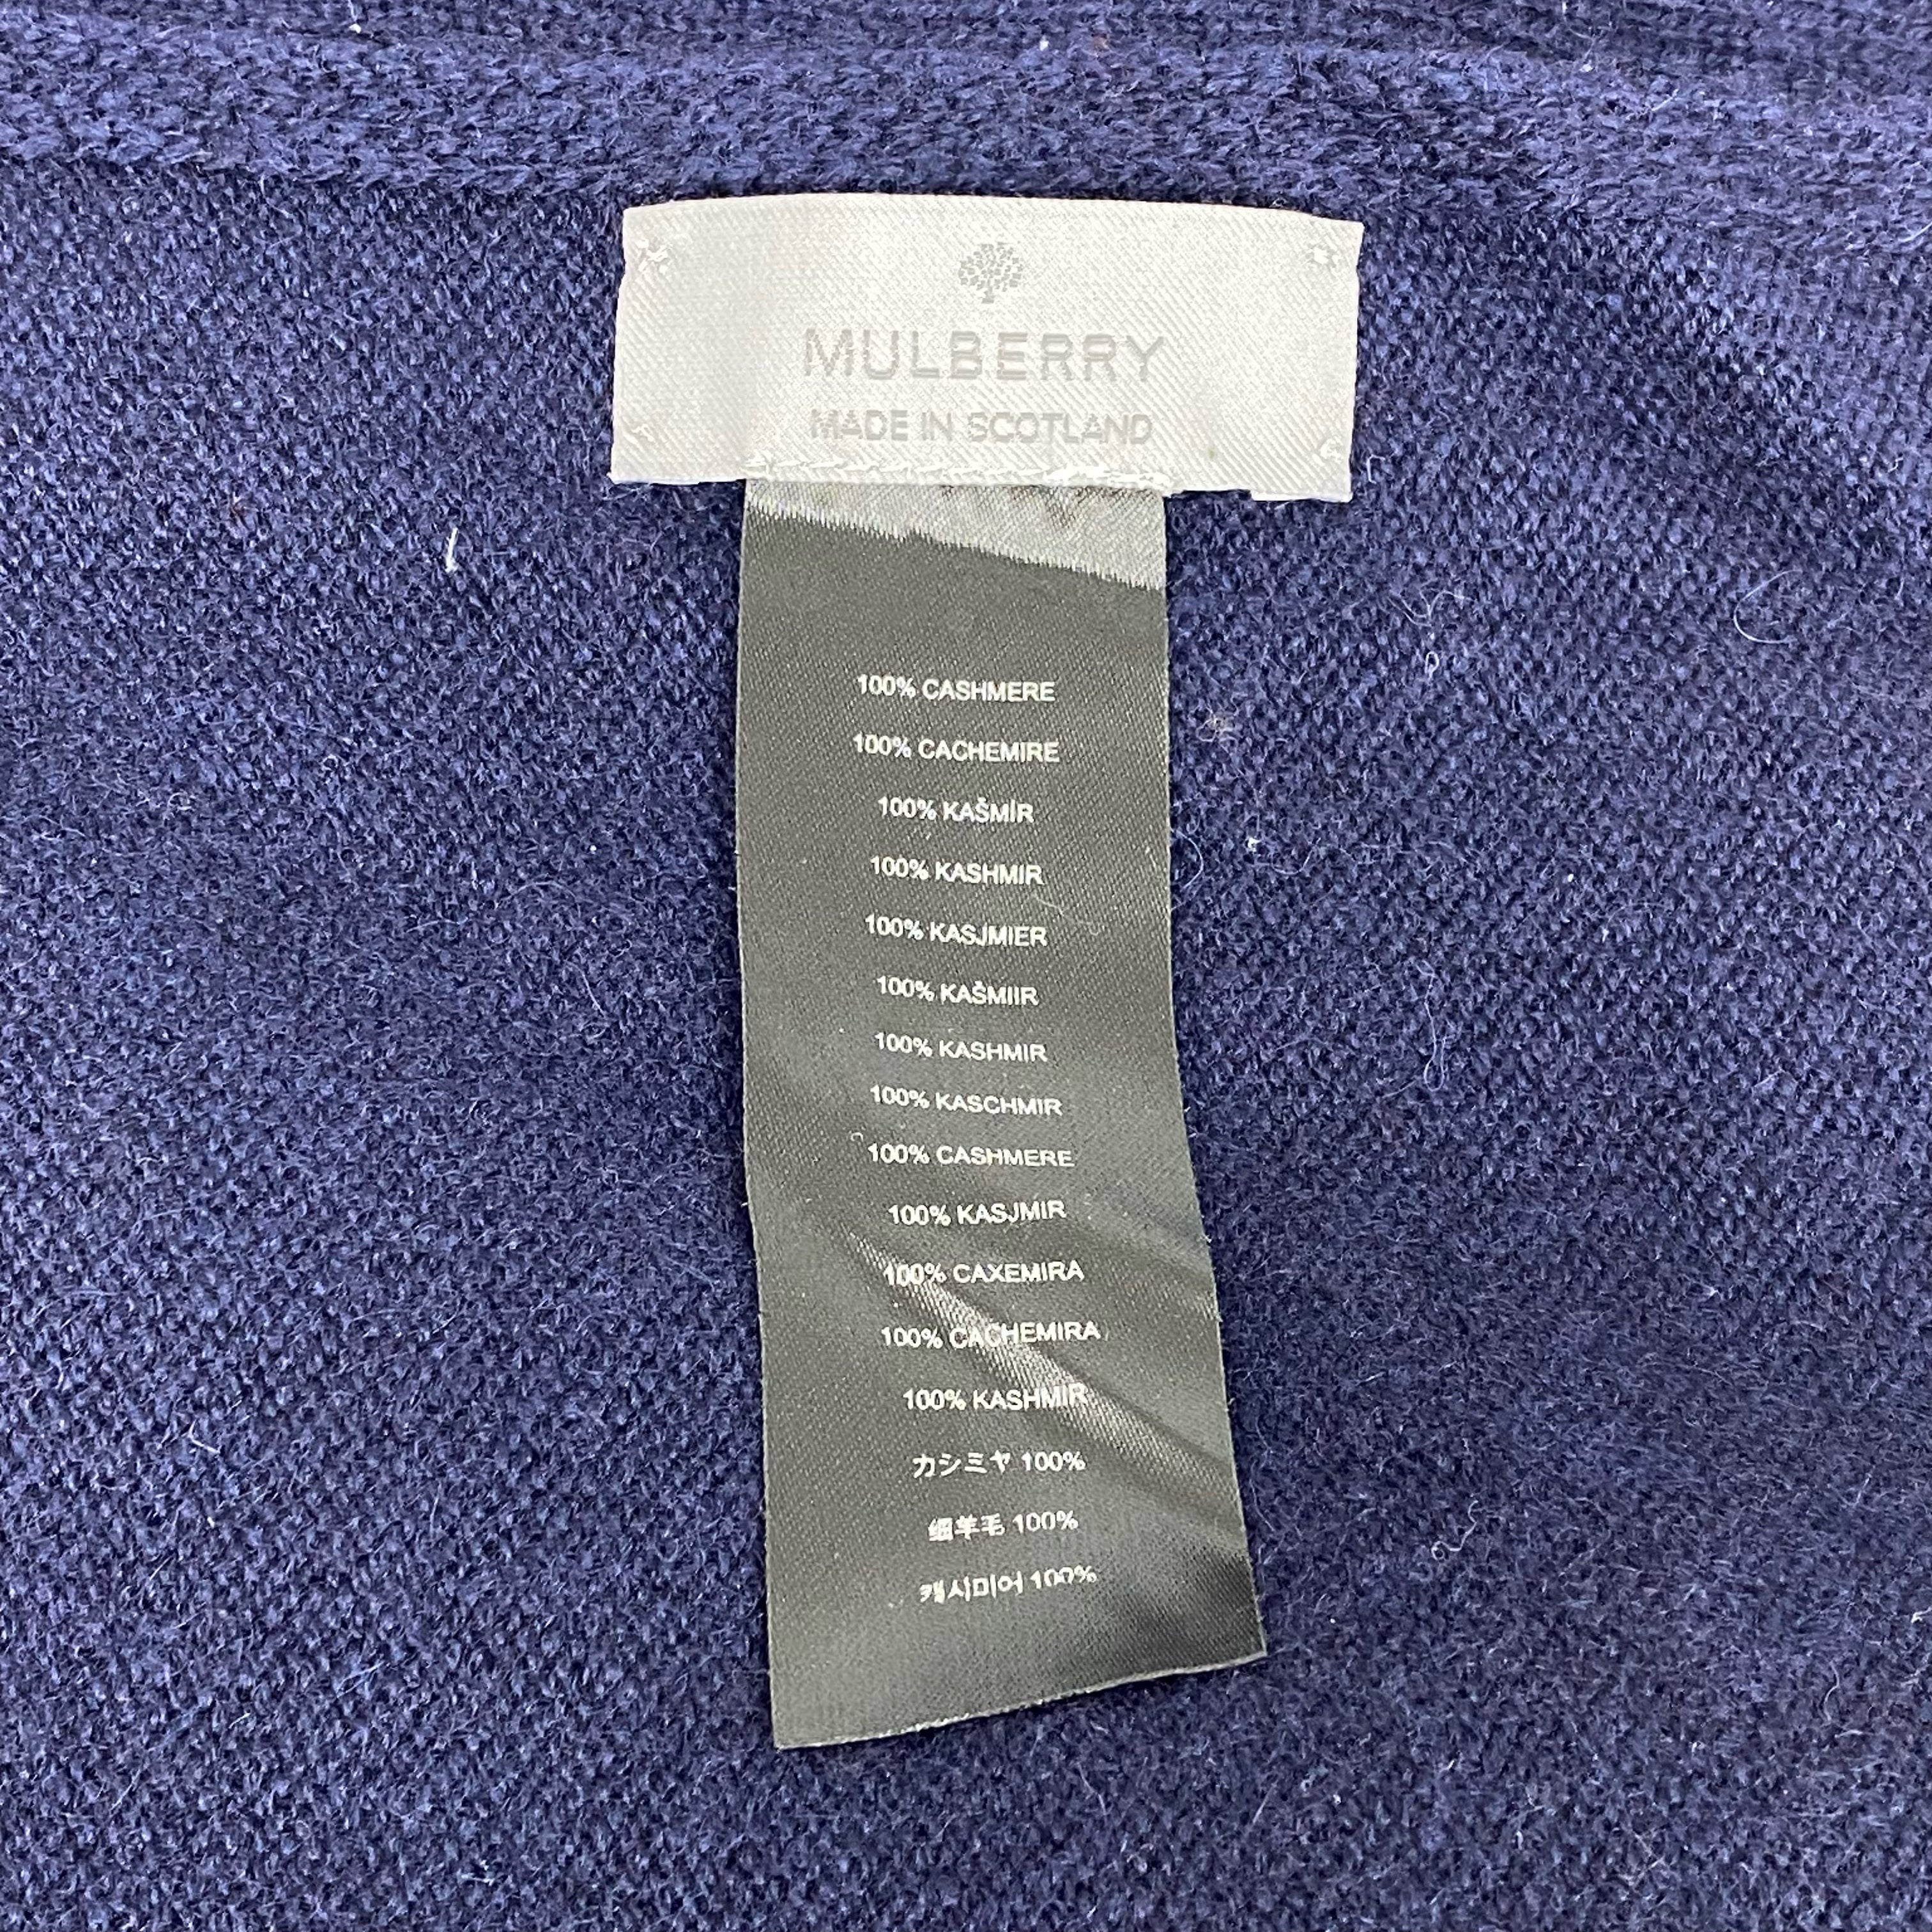 MULBERRY
MADE IN SCOTLAND
100% CASHMERE
100% CACHEMIRE
100% KAŠMÍR
100% KASHMIR
100% KASJMIER
100% KAŠMIIR
100% KASHMIR
100% KASCHMIR
100% CASHMERE
100% KASJMIR
100% CAXEMIRA
100% CACHEMIRA
100% KASHMIR
カシミヤ 100%
细羊毛 100%
캐시미어 100%